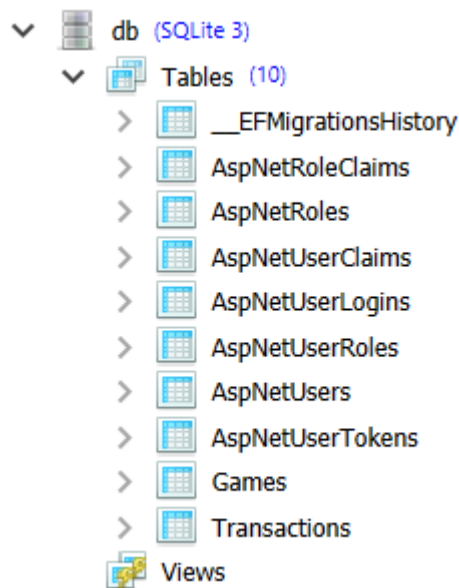 db (SQLite 3)
Tables (10)
__EFMigrationsHistory
AspNetRoleClaims
AspNetRoles
AspNetUserClaims
AspNetUserLogins
AspNetUserRoles
AspNetUsers
AspNetUserTokens
Games
Transactions
Views